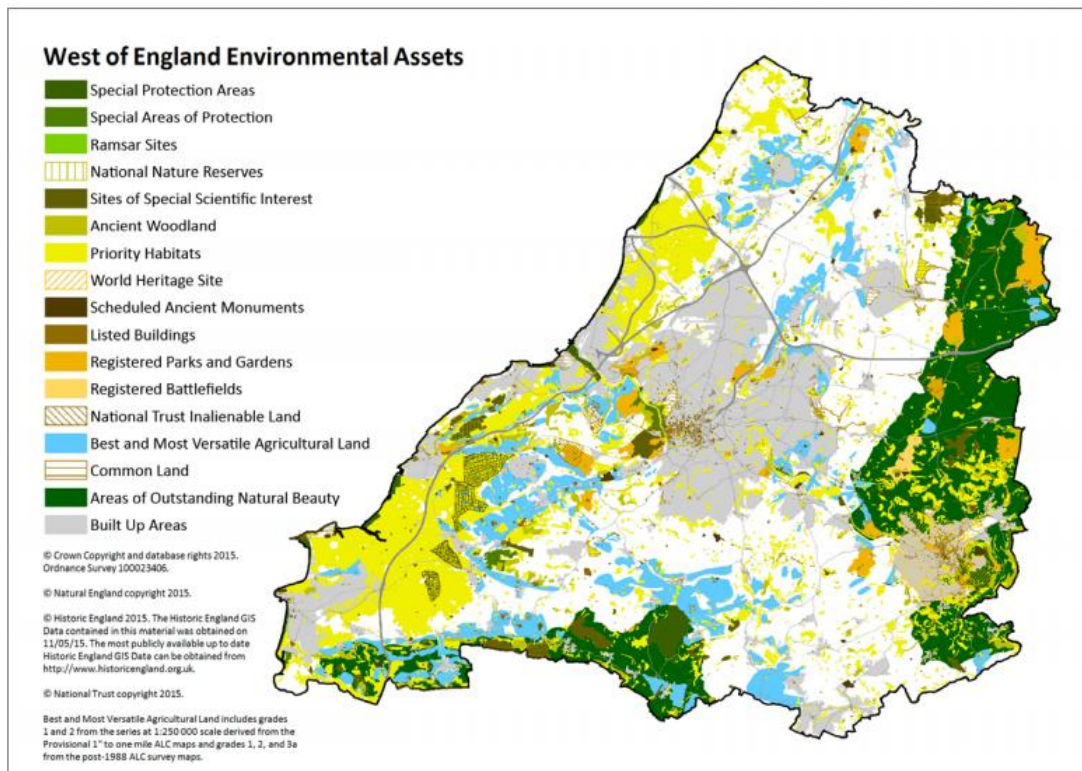 West of England Environmental Assets
Special Protection Areas
Special Areas of Protection
Ramsar Sites
National Nature Reserves
Sites of Special Scientific Interest
Ancient Woodland
Priority Habitats
World Heritage Site
Scheduled Ancient Monuments
Listed Buildings
Registered Parks and Gardens
Registered Battlefields
National Trust Inalienable Land
Best and Most Versatile Agricultural Land
Common Land
Areas of Outstanding Natural Beauty
Built Up Areas
© Crown Copyright and database rights 2015.
Ordnance Survey 100023406.
© Natural England copyright 2015.
© Historic England 2015. The Historic England GIS
Data contained in this material was obtained on
11/05/15. The most publicly available up to date
Historic England GIS Data can be obtained from
http://www.historicengland.org.uk.
© National Trust copyright 2015.
Best and Most Versatile Agricultural Land includes grades
1 and 2 from the series at 1:250 000 scale derived from the
Provisional 1" to one mile ALC maps and grades 1, 2, and 3a
from the post-1988 ALC survey maps.